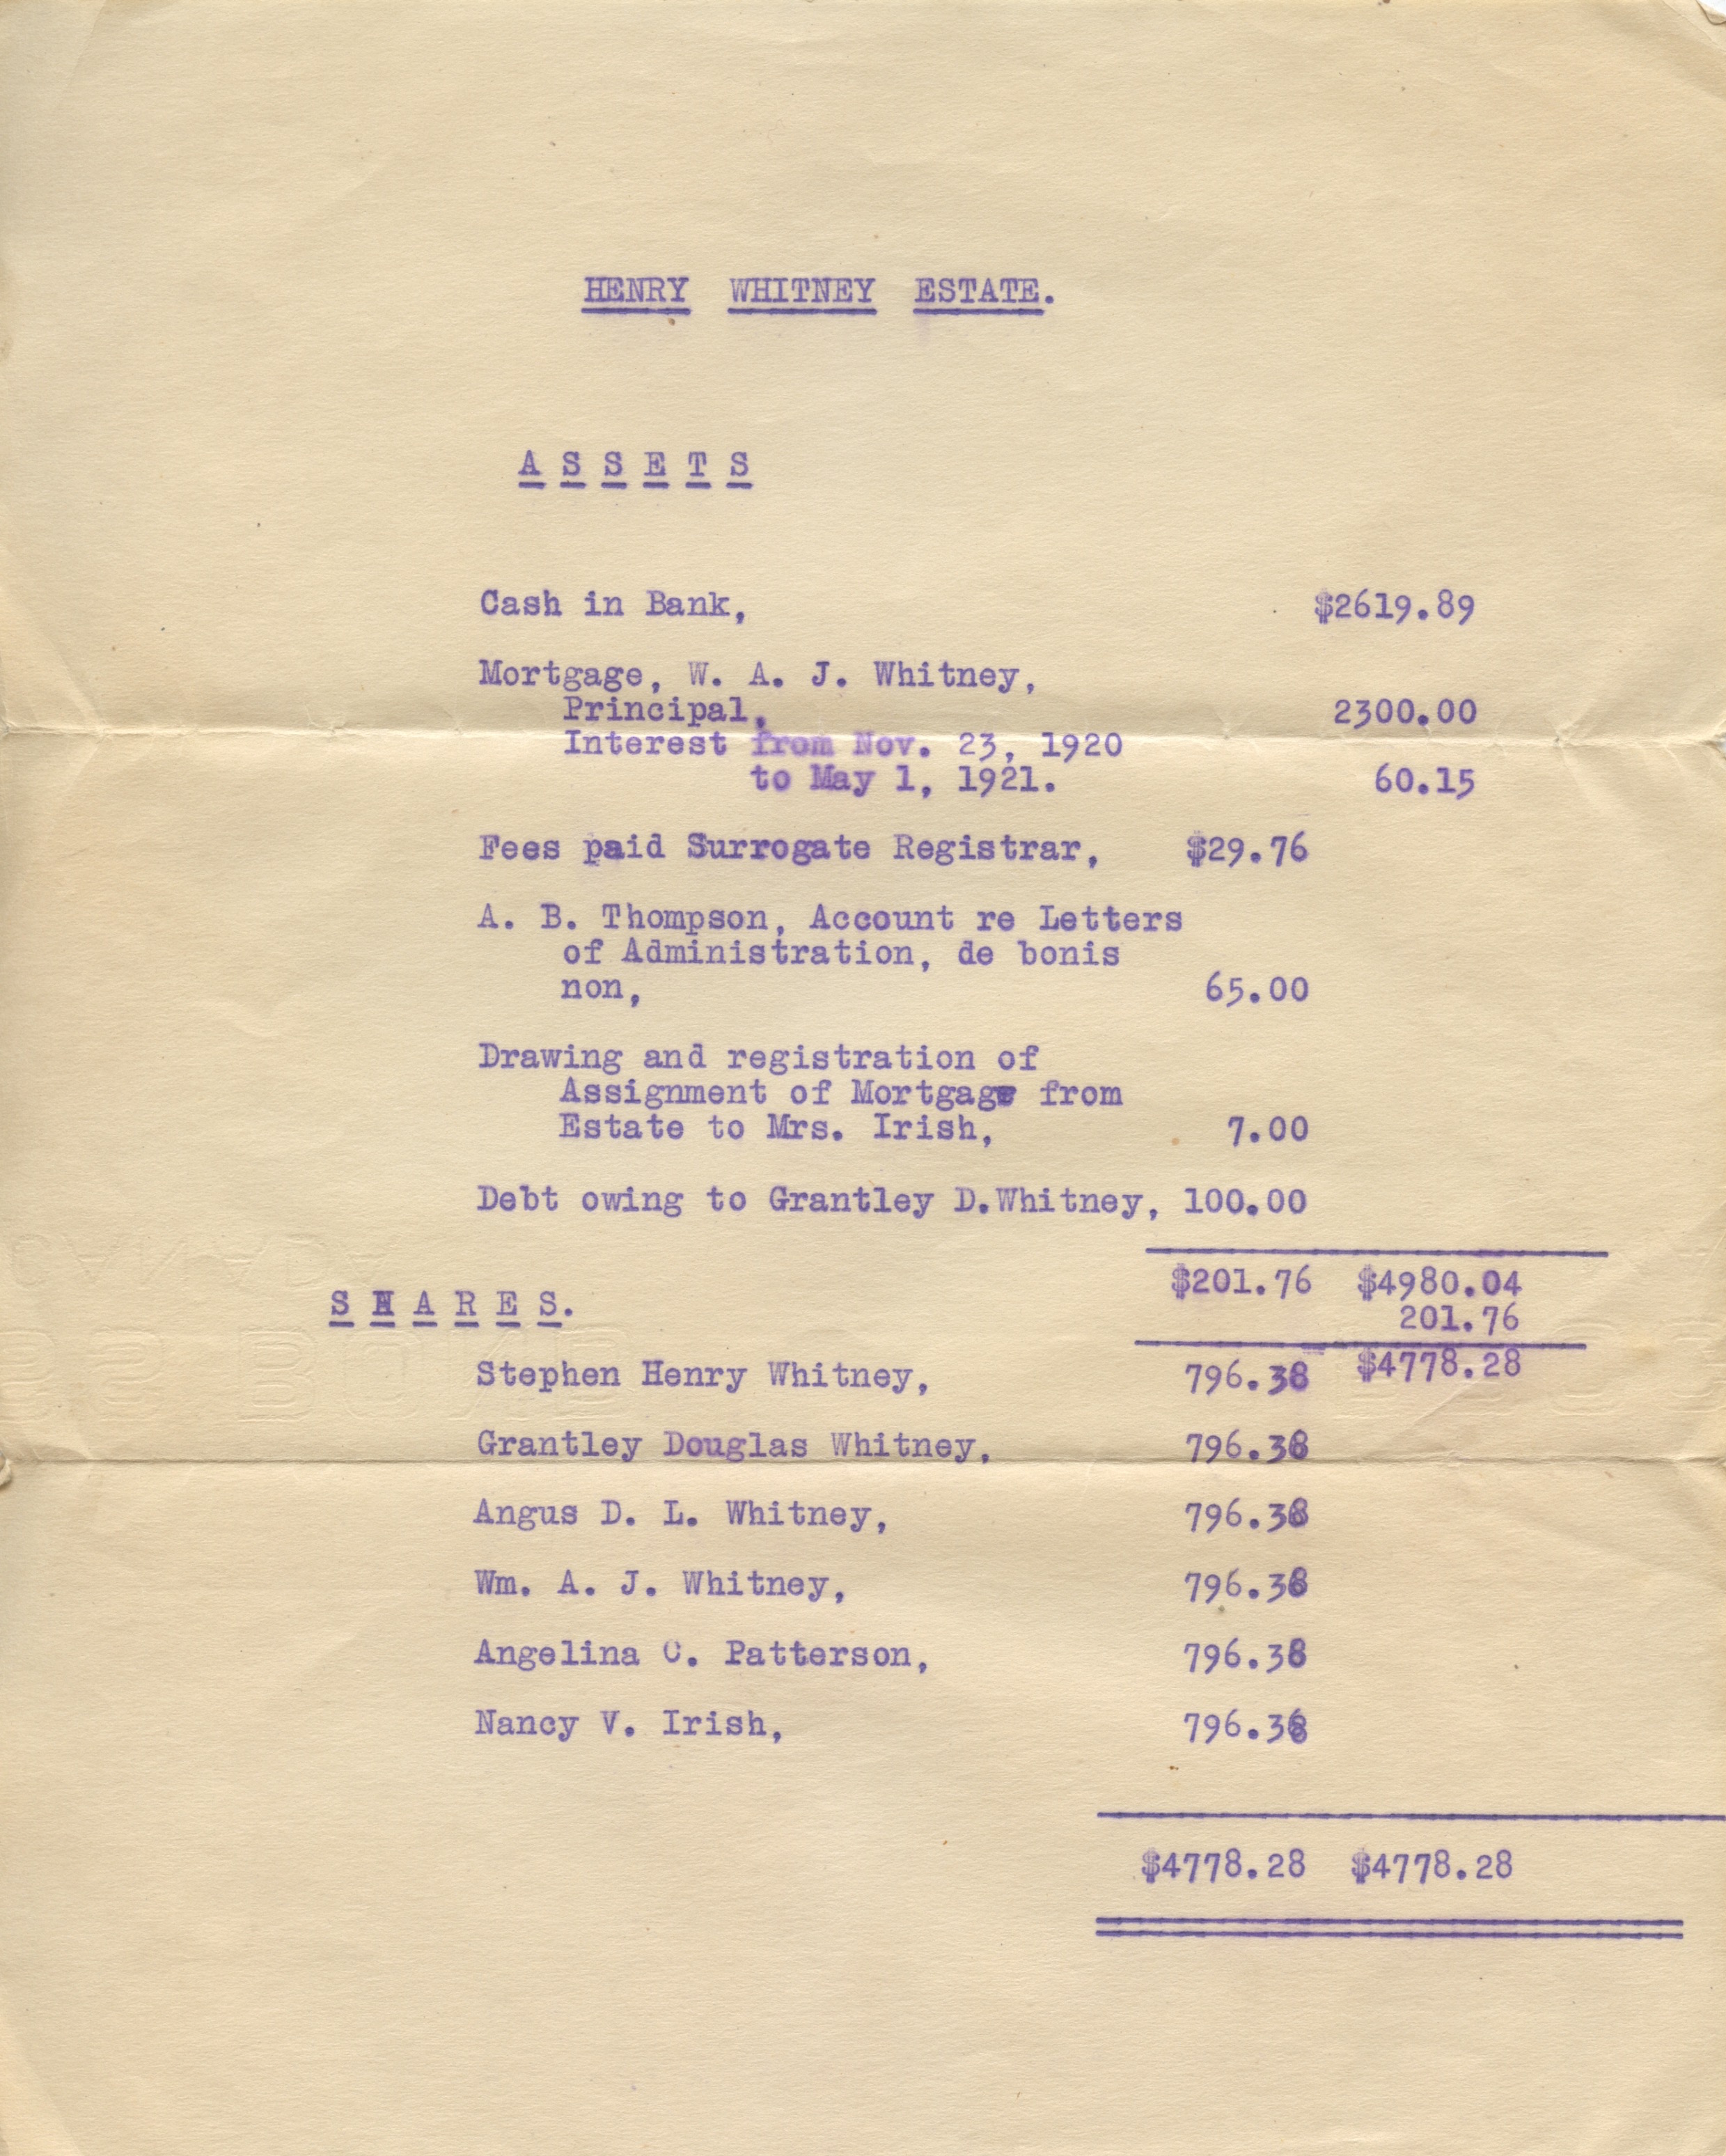 HENRY WHITNEY ESTATE.
ASSETS
Cash in Bank, $2619.89
Mortgage, W. A. J. Whitney,
Principal, 2300.00
Interest from Nov. 23, 1920
to May 1, 1921. 60.15
Fees paid Surrogate Registrar, $29.76
A. B. Thompson, Account re Letters
of Administration, de bonis
non, 65.00
Drawing and registration of
Assignment of Mortgage from
Estate to Mrs. Irish, 7.00
Debt owing to Grantley D.Whitney, 100.00
$201.76 $4980.04
SHARES. 201.76
Stephen Henry Whitney, 796.38 $4778.28
Grantley Douglas Whitney, 796.38
Angus D. L. Whitney, 796.38
Wm. A. J. Whitney, 796.38
Angelina C. Patterson, 796.38
Nancy V. Irish, 796.38
$4778.28 $4778.28